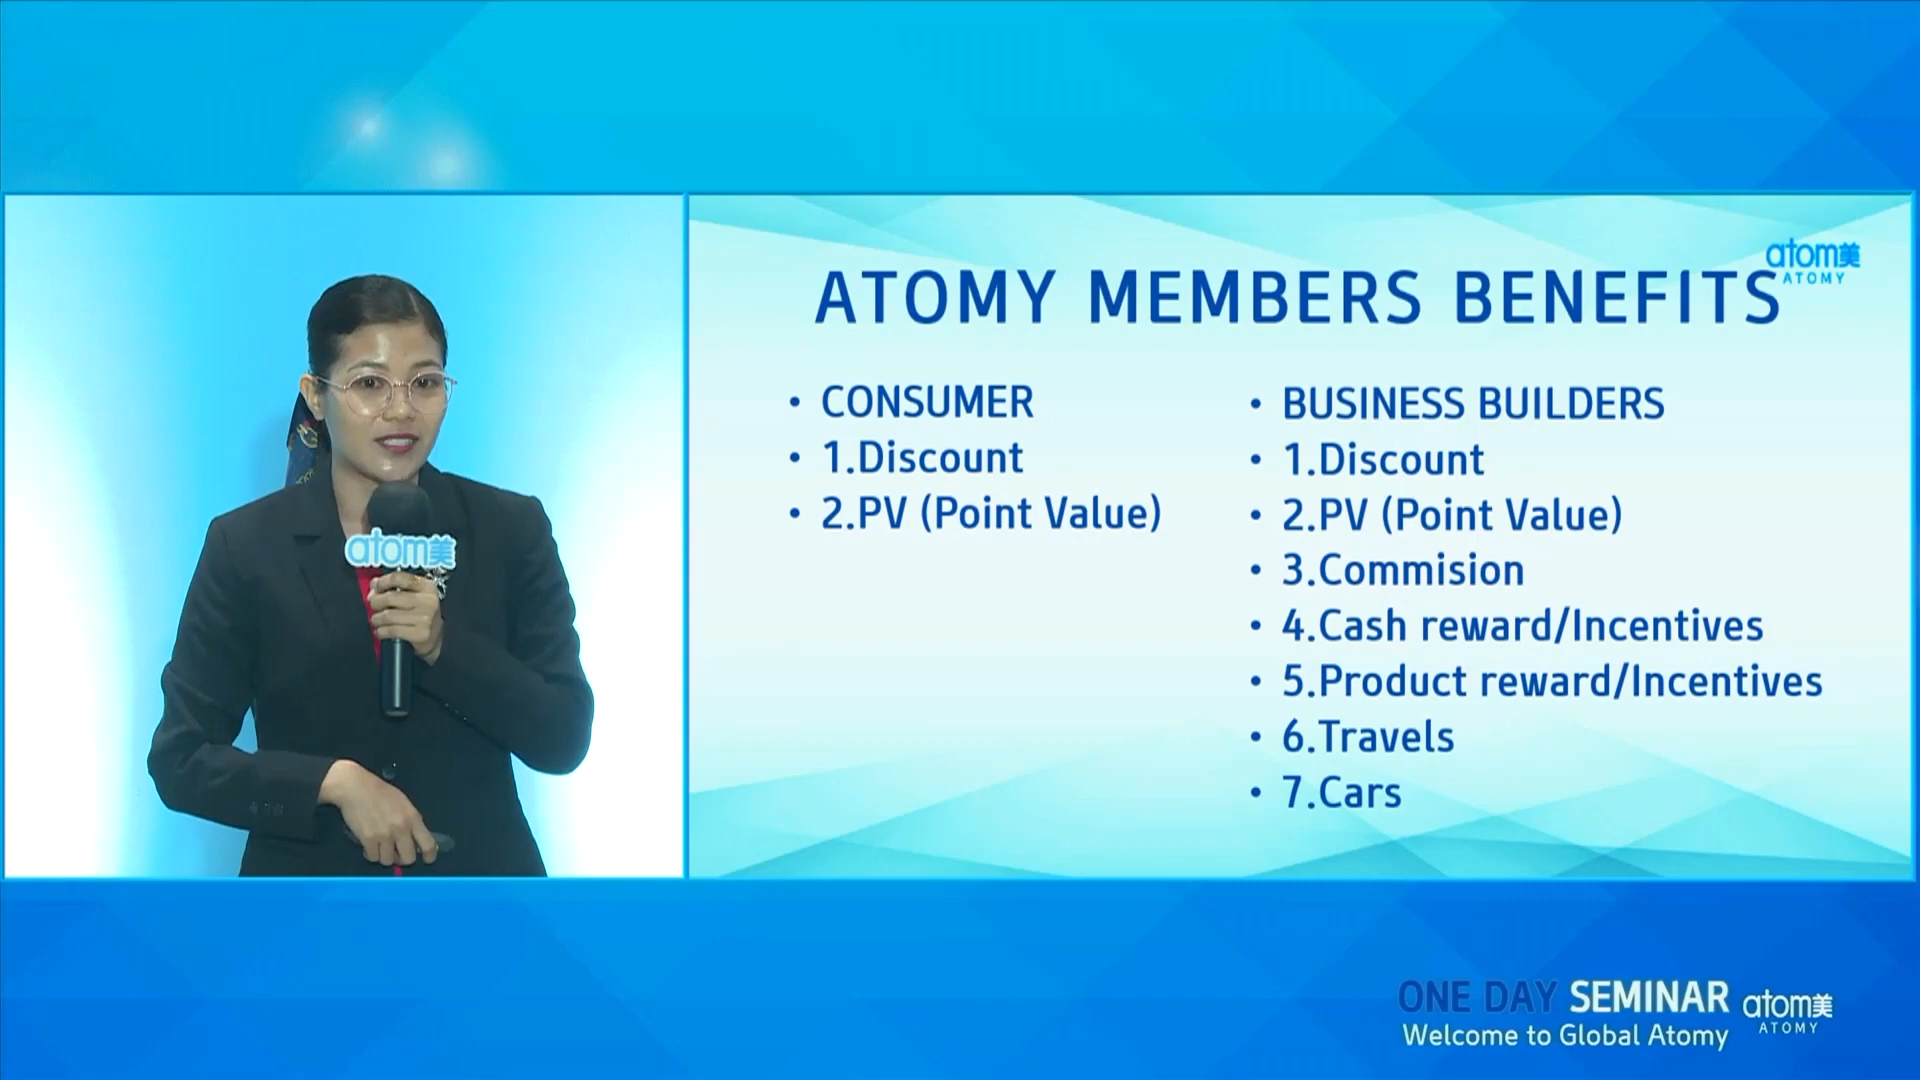 atom美
ATOMY
ATOMY MEMBERS BENEFITS
• CONSUMER
• 1.Discount
• 2.PV (Point Value)
• BUSINESS BUILDERS
• 1.Discount
• 2.PV (Point Value)
• 3.Commision
• 4.Cash reward/Incentives
• 5.Product reward/Incentives
• 6.Travels
• 7.Cars
atom美
ONE DAY SEMINAR
Welcome to Global Atomy
atom美
ATOMY